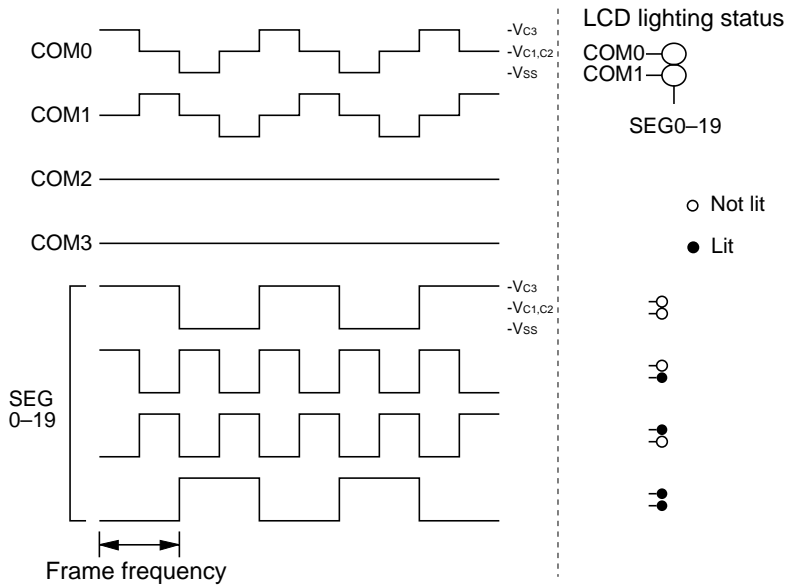 LCD lighting status
COM0
-VC3
-VC1,C2
-VSS
COM0
COM1
SEG0–19
COM1
COM2
COM3
Not lit
Lit
-VC3
-VC1,C2
-VSS
SEG
0–19
Frame frequency